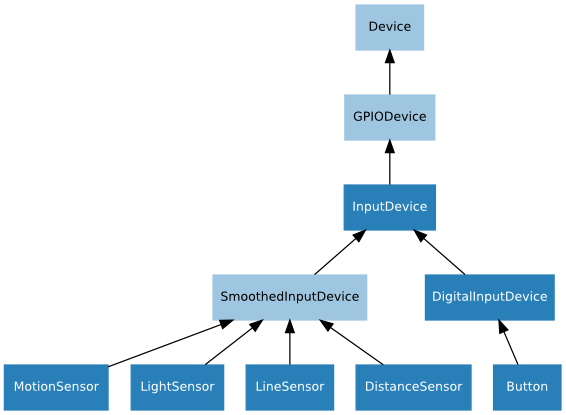 Device
GPIODevice
InputDevice
SmoothedInputDevice
DigitalInputDevice
MotionSensor
LightSensor
LineSensor
DistanceSensor
Button